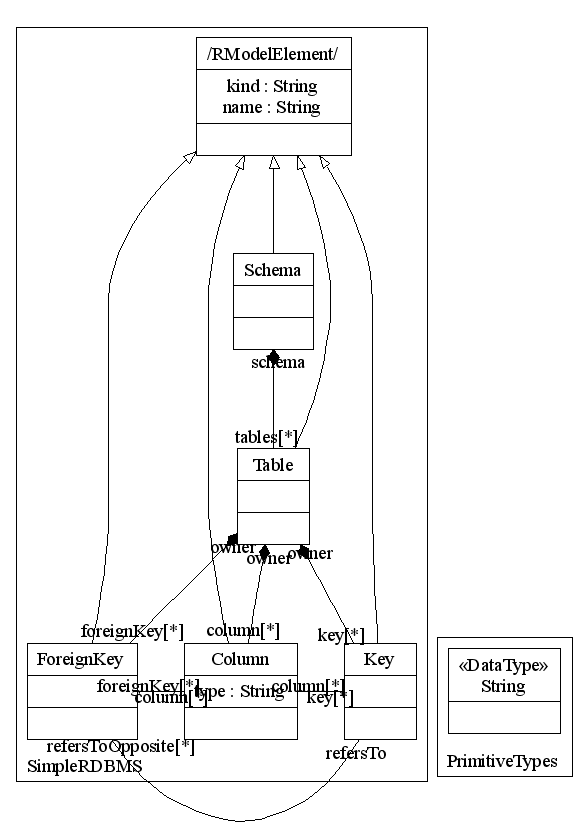 /RModelElement/
kind : String
name : String
Schema
schema
tables[*]
Table
owner
owner
owner
foreignKey[*]
column[*]
key[*]
ForeignKey
Column
Key
foreignKey[*]
column[*]
type : String
column[*]
key[*]
refersToOpposite[*]
refersTo
SimpleRDBMS
«DataType»
String
PrimitiveTypes